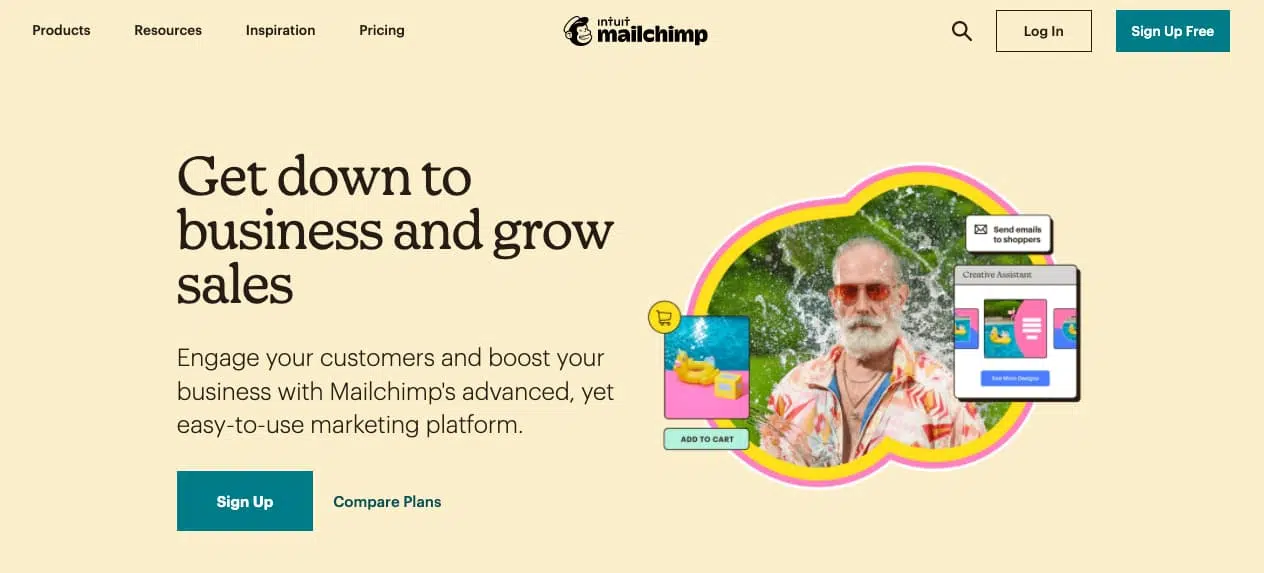 Products
Resources
Inspiration
Pricing
ıntuıt
mailchimp
Log In
Sign Up Free
Get down to
business and grow
sales
Engage your customers and boost your
business with Mailchimp's advanced, yet
easy-to-use marketing platform.
Sign Up
Compare Plans
Send emails
to shoppers
Creative Assistant
See More Designs
ADD TO CART